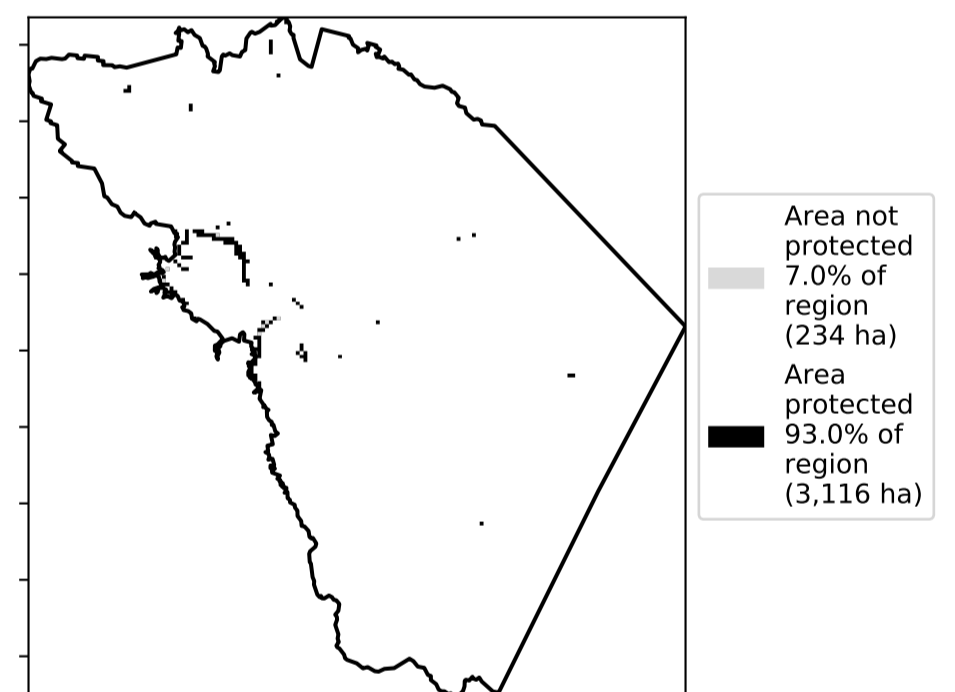 Area not
protected
7.0% of
region
(234 ha)
Area
protected
93.0% of
region
(3,116 ha)